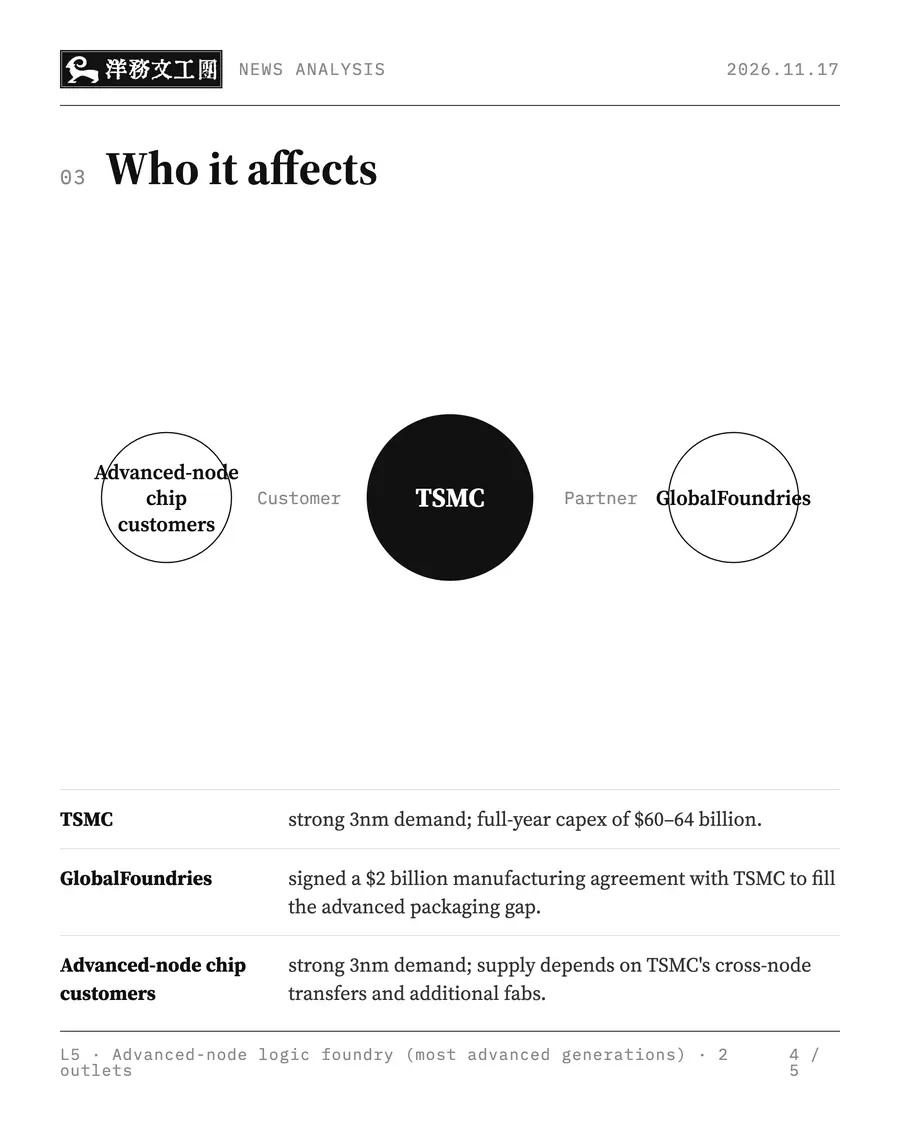 洋務文工團 NEWS ANALYSIS 2026.11.17
03 Who it affects
Advanced-node
chip
customers
Customer
TSMC
Partner
GlobalFoundries
TSMC strong 3nm demand; full-year capex of $60–64 billion.
GlobalFoundries signed a $2 billion manufacturing agreement with TSMC to fill
the advanced packaging gap.
Advanced-node chip strong 3nm demand; supply depends on TSMC's cross-node
customers transfers and additional fabs.
L5 · Advanced-node logic foundry (most advanced generations) · 2 4 /
outlets 5